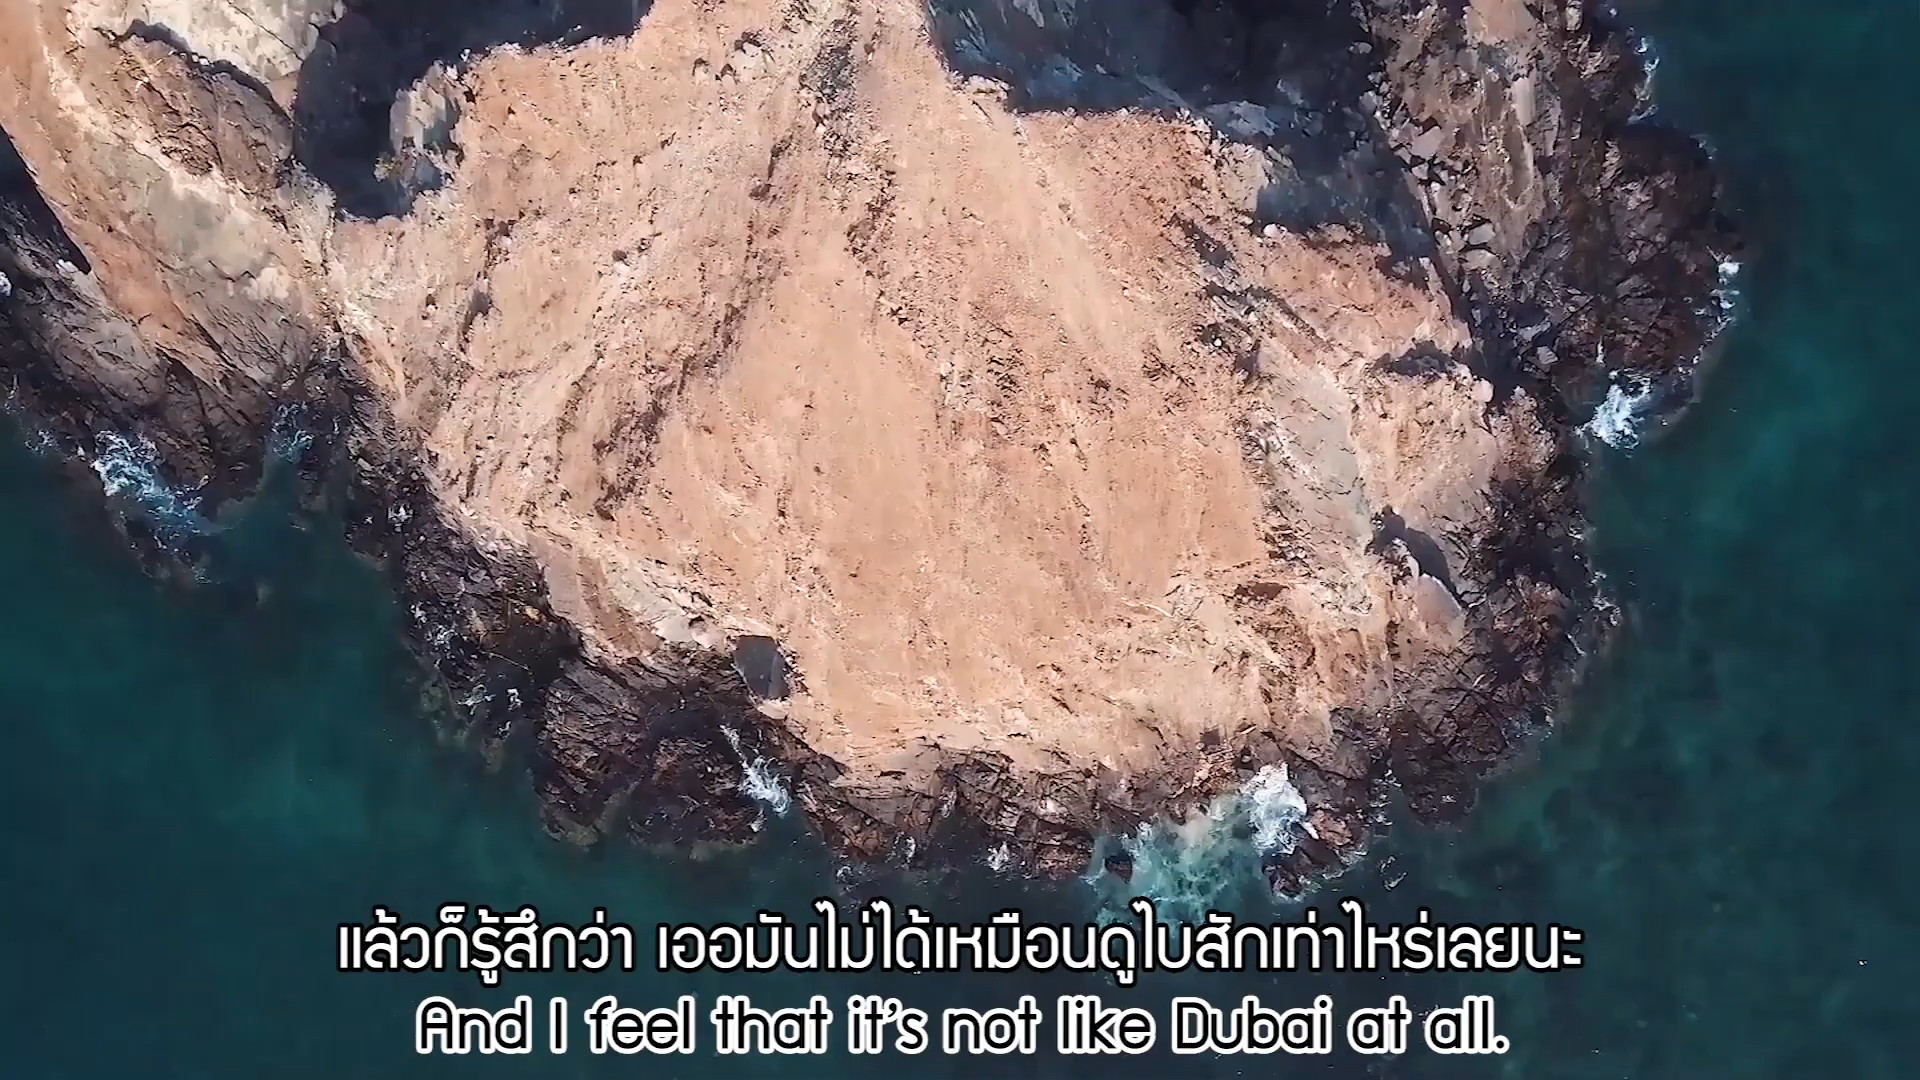 แล้วก็รู้สึกว่า เออมันไม่ได้เหมือนดูไบสักเท่าไหร่เลยนะ
And I feel that it's not like Dubai at all.